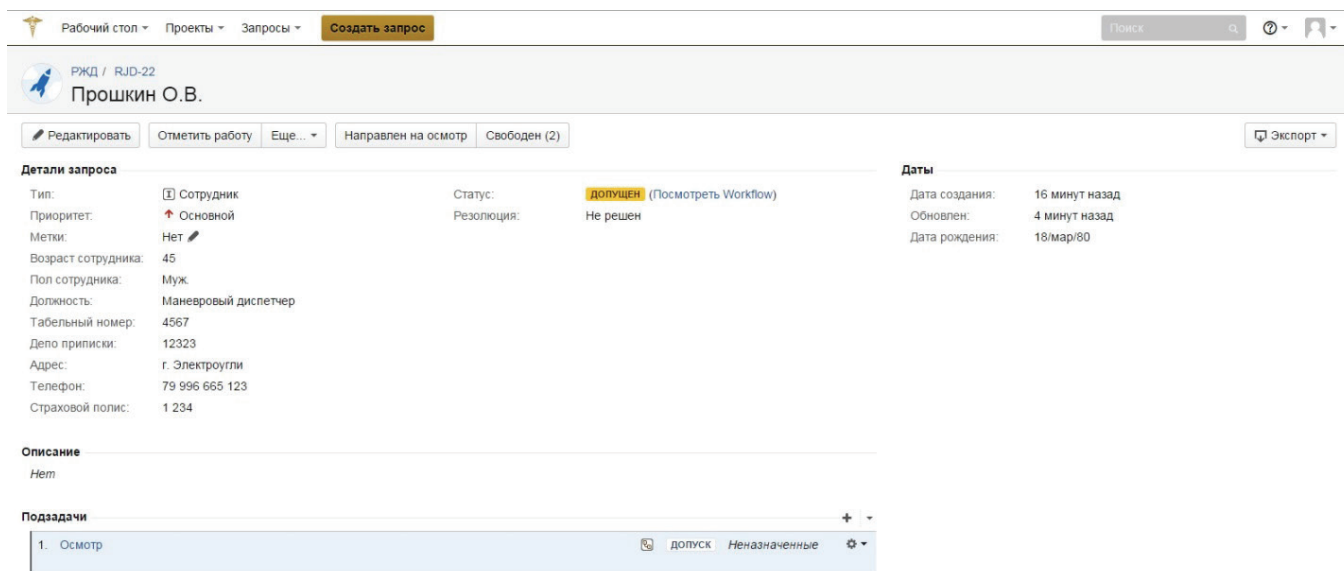 Рабочий стол Проекты Запросы Создать запрос Поиск
РЖД / RJD-22
Прошкин О.В.
Редактировать Отметить работу Еще... Направлен на осмотр Свободен (2) Экспорт
Детали запроса
Тип: Сотрудник
Статус: ДОПУЩЕН (Посмотреть Workflow)
Приоритет: Основной
Резолюция: Не решен
Метки: Нет
Возраст сотрудника: 45
Пол сотрудника: Муж.
Должность: Маневровый диспетчер
Табельный номер: 4567
Депо приписки: 12323
Адрес: г. Электроугли
Телефон: 79 996 665 123
Страховой полис: 1 234
Даты
Дата создания: 16 минут назад
Обновлен: 4 минут назад
Дата рождения: 18/мар/80
Описание
Нет
Подзадачи
1. Осмотр ДОПУСК Неназначенные